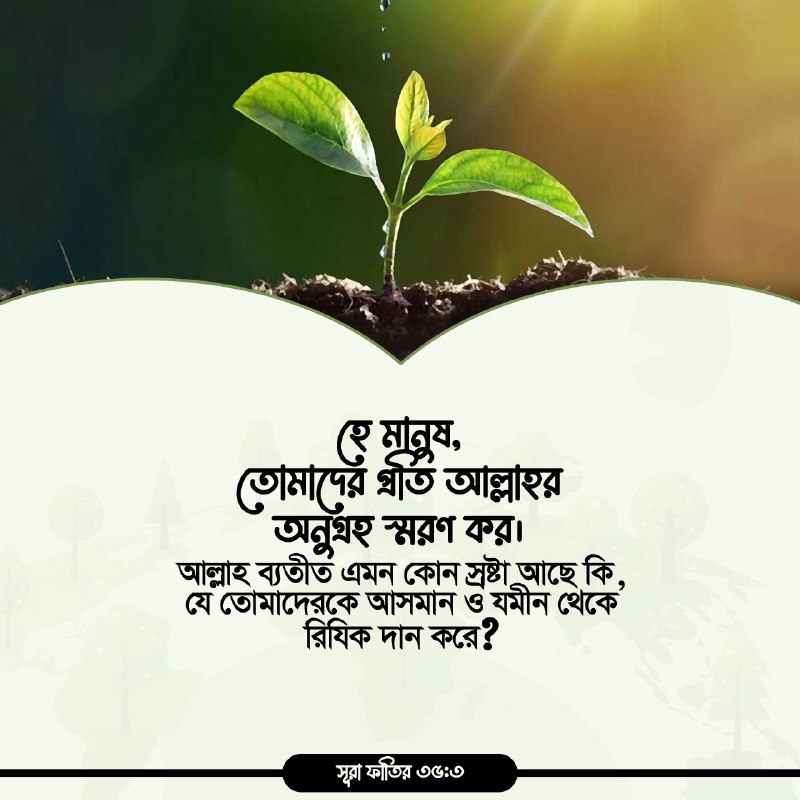 হে মানুষ,
তোমাদের প্রতি আল্লাহর
অনুগ্রহ স্মরণ কর।
আল্লাহ ব্যতীত এমন কোন স্রষ্টা আছে কি,
যে তোমাদেরকে আসমান ও যমীন থেকে
রিযিক দান করে?
সূরা ফাতির ৩৫:৩